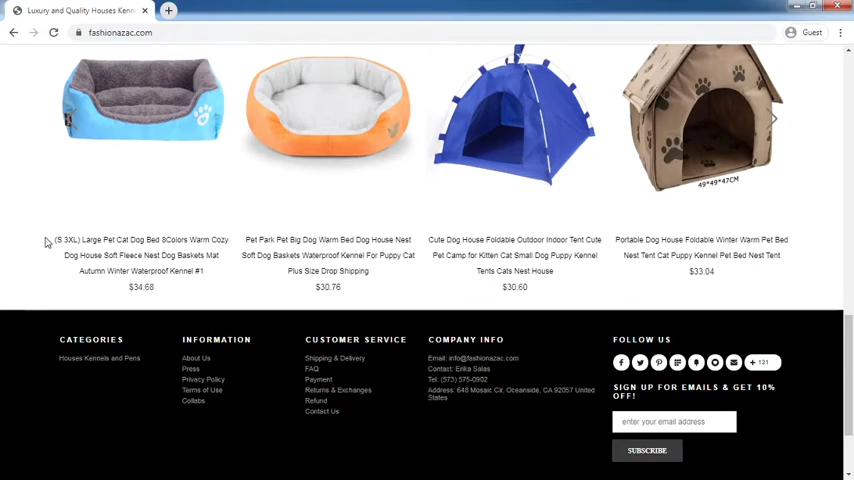 Luxury and Quality Houses Kenn
fashionazac.com
Guest
49*49*47CM
(S 3XL) Large Pet Cat Dog Bed 8Colors Warm Cozy
Dog House Soft Fleece Nest Dog Baskets Mat
Autumn Winter Waterproof Kennel #1
$34.68
Pet Park Pet Big Dog Warm Bed Dog House Nest
Soft Dog Baskets Waterproof Kennel For Puppy Cat
Plus Size Drop Shipping
$30.76
Cute Dog House Foldable Outdoor Indoor Tent Cute
Pet Camp for Kitten Cat Small Dog Puppy Kennel
Tents Cats Nest House
$30.60
Portable Dog House Foldable Winter Warm Pet Bed
Nest Tent Cat Puppy Kennel Pet Bed Nest Tent
$33.04
CATEGORIES
Houses Kennels and Pens
INFORMATION
About Us
Press
Privacy Policy
Terms of Use
Collabs
CUSTOMER SERVICE
Shipping & Delivery
FAQ
Payment
Returns & Exchanges
Refund
Contact Us
COMPANY INFO
Email: info@fashionazac.com
Contact: Erika Salas
Tel. (573) 575-0902
Address: 648 Mosaic Cir, Oceanside, CA 92057 United
States
FOLLOW US
121
SIGN UP FOR EMAILS & GET 10%
OFF!
enter your email address
SUBSCRIBE